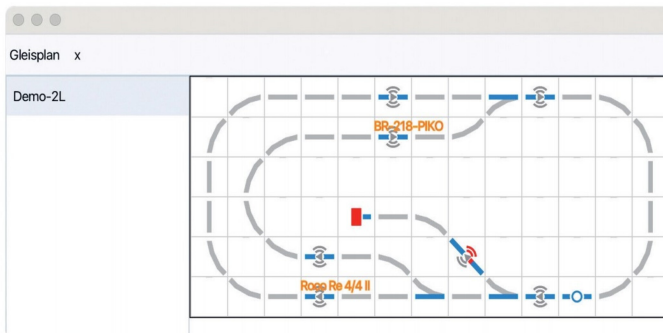 Gleisplan x
Demo-2L
BR-218-PIKO
Roco Re 4/4 II